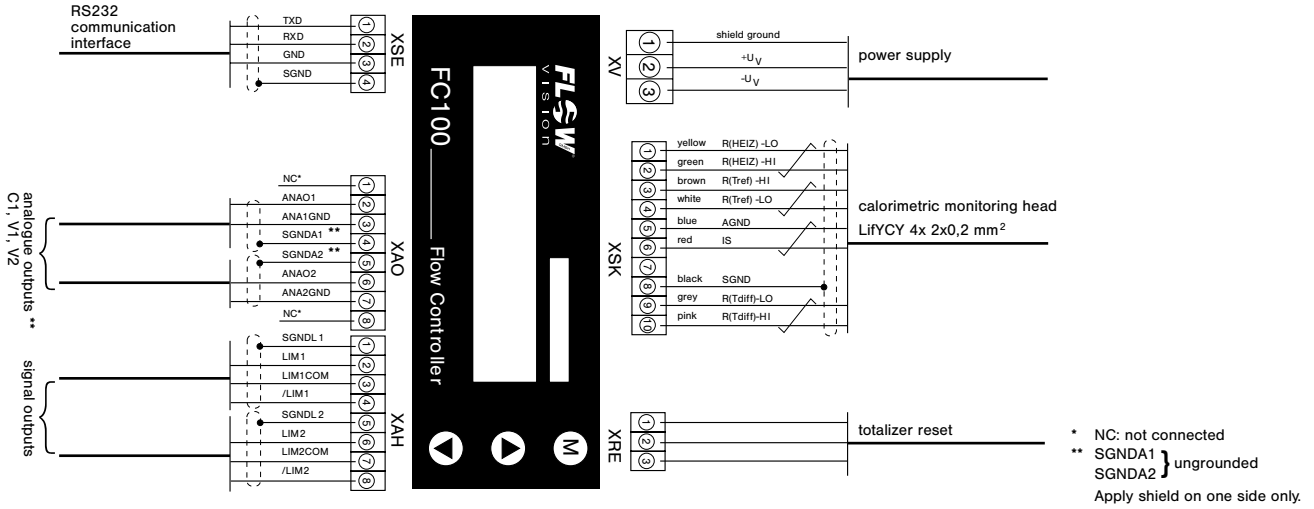 RS232
communication
interface
TXD
RXD
GND
SGND
1
2
3
4
XSE
analogue outputs **
C1, V1, V2
NC*
ANAO1
ANA1GND
SGNDA1 **
SGNDA2 **
ANAO2
ANA2GND
NC*
1
2
3
4
5
6
7
8
XAO
signal outputs
SGNDL1
LIM1
LIM1COM
/LIM1
SGNDL2
LIM2
LIM2COM
/LIM2
1
2
3
4
5
6
7
8
XAH
FC100 Flow Controller
FLOW
VISION
M
XV
1
2
3
shield ground
+UV
-UV
power supply
XSK
1 yellow R(HEIZ) -LO
2 green R(HEIZ) -HI
3 brown R(Tref) -HI
4 white R(Tref) -LO
5 blue AGND
6 red IS
7
8 black SGND
9 grey R(Tdiff)-LO
10 pink R(Tdiff)-HI
calorimetric monitoring head
LifYCY 4x 2x0,2 mm²
XRE
1
2
3
totalizer reset
* NC: not connected
** SGNDA1
SGNDA2
} ungrounded
Apply shield on one side only.